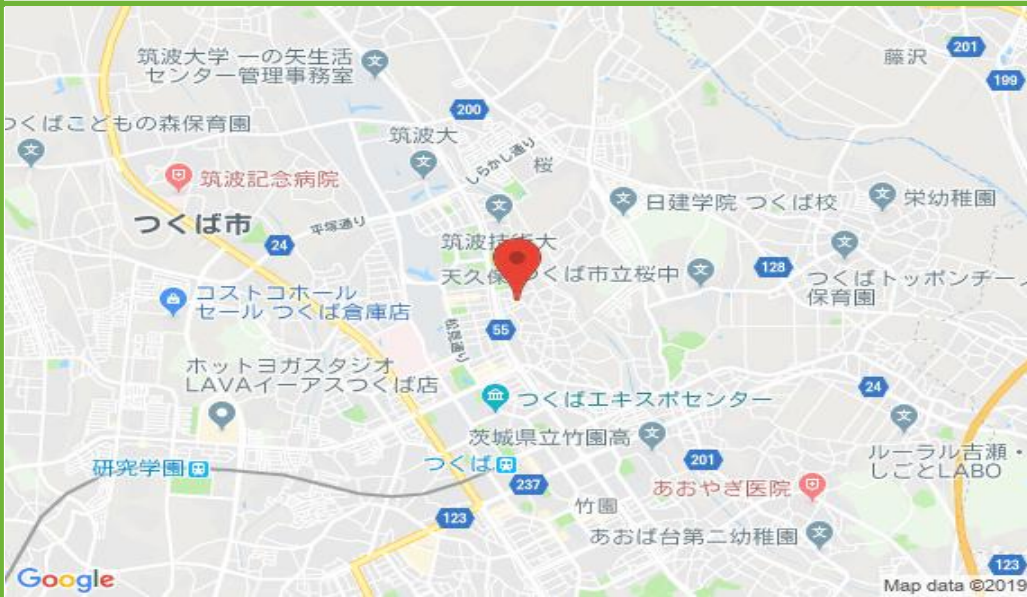 筑波大学 一の矢生活
センター管理事務室
藤沢
201
199
つくばこどもの森保育園
200
筑波大
しらかし通り
桜
筑波記念病院
日建学院 つくば校
栄幼稚園
つくば市
平塚通り
24
筑波技術大
天久保
つくば市立桜中
128
つくばトッポンチーノ
保育園
コストコホール
セール つくば倉庫店
55
松見通り
ホットヨガスタジオ
LAVAイーアスつくば店
つくばエキスポセンター
24
茨城県立竹園高
ルーラル吉瀬・
しごとLABO
研究学園
つくば
201
237
あおやぎ医院
竹園
123
あおば台第二幼稚園
123
Google
Map data ©2019